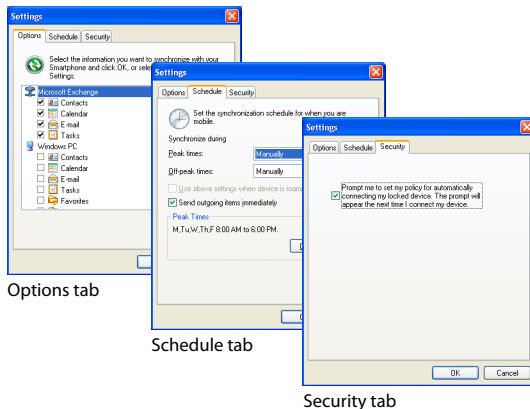 Settings
Options Schedule Security
Select the information you want to synchronize with your
Smartphone and click OK, or sele
Settings.
Microsoft Exchange
Contacts
Calendar
E-mail
Tasks
Windows PC
Contacts
Calendar
E-mail
Tasks
Favorites
Options tab
Settings
Options Schedule Security
Set the synchronization schedule for when you are
mobile.
Synchronize during
Peak times: Manually
Off-peak times: Manually
Use above settings when device is roam
Send outgoing items immediately
Peak Times
M,Tu,W,Th,F 8:00 AM to 6:00 PM.
Schedule tab
Settings
Options Schedule Security
Prompt me to set my policy for automatically
connecting my locked device. The prompt will
appear the next time I connect my device.
OK Cancel
Security tab